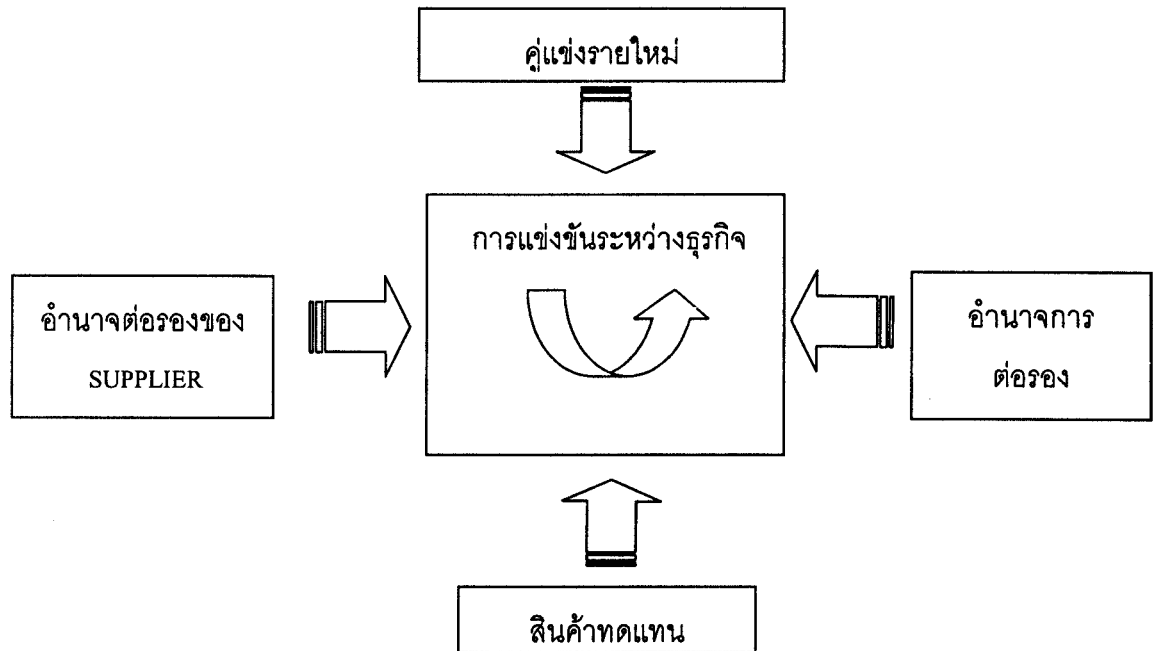 คู่แข่งรายใหม่
การแข่งขันระหว่างธุรกิจ
อำนาจต่อรองของ
SUPPLIER
อำนาจการ
ต่อรอง
สินค้าทดแทน